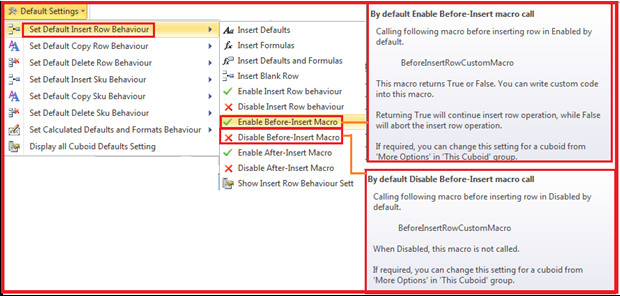 Default Settings
Set Default Insert Row Behaviour
Set Default Copy Row Behaviour
Set Default Delete Row Behaviour
Set Default Insert Sku Behaviour
Set Default Copy Sku Behaviour
Set Default Delete Sku Behaviour
Set Calculated Defaults and Formats Behaviour
Display all Cuboid Defaults Setting
Insert Defaults
Insert Formulas
Insert Defaults and Formulas
Insert Blank Row
Enable Insert Row behaviour
Disable Insert Row behaviour
Enable Before-Insert Macro
Disable Before-Insert Macro
Enable After-Insert Macro
Disable After-Insert Macro
Show Insert Row Behaviour Sett
By default Enable Before-Insert macro call
Calling following macro before inserting row in Enabled by
default.
BeforeInsertRowCustomMacro
This macro returns True or False. You can write custom code
into this macro.
Returning True will continue insert row operation, while False
will abort the insert row operation.
If required, you can change this setting for a cuboid from
'More Options' in 'This Cuboid' group.
By default Disable Before-Insert macro call
Calling following macro before inserting row in Disabled by
default.
BeforeInsertRowCustomMacro
When Disabled, this macro is not called.
If required, you can change this setting for a cuboid from
'More Options' in 'This Cuboid' group.